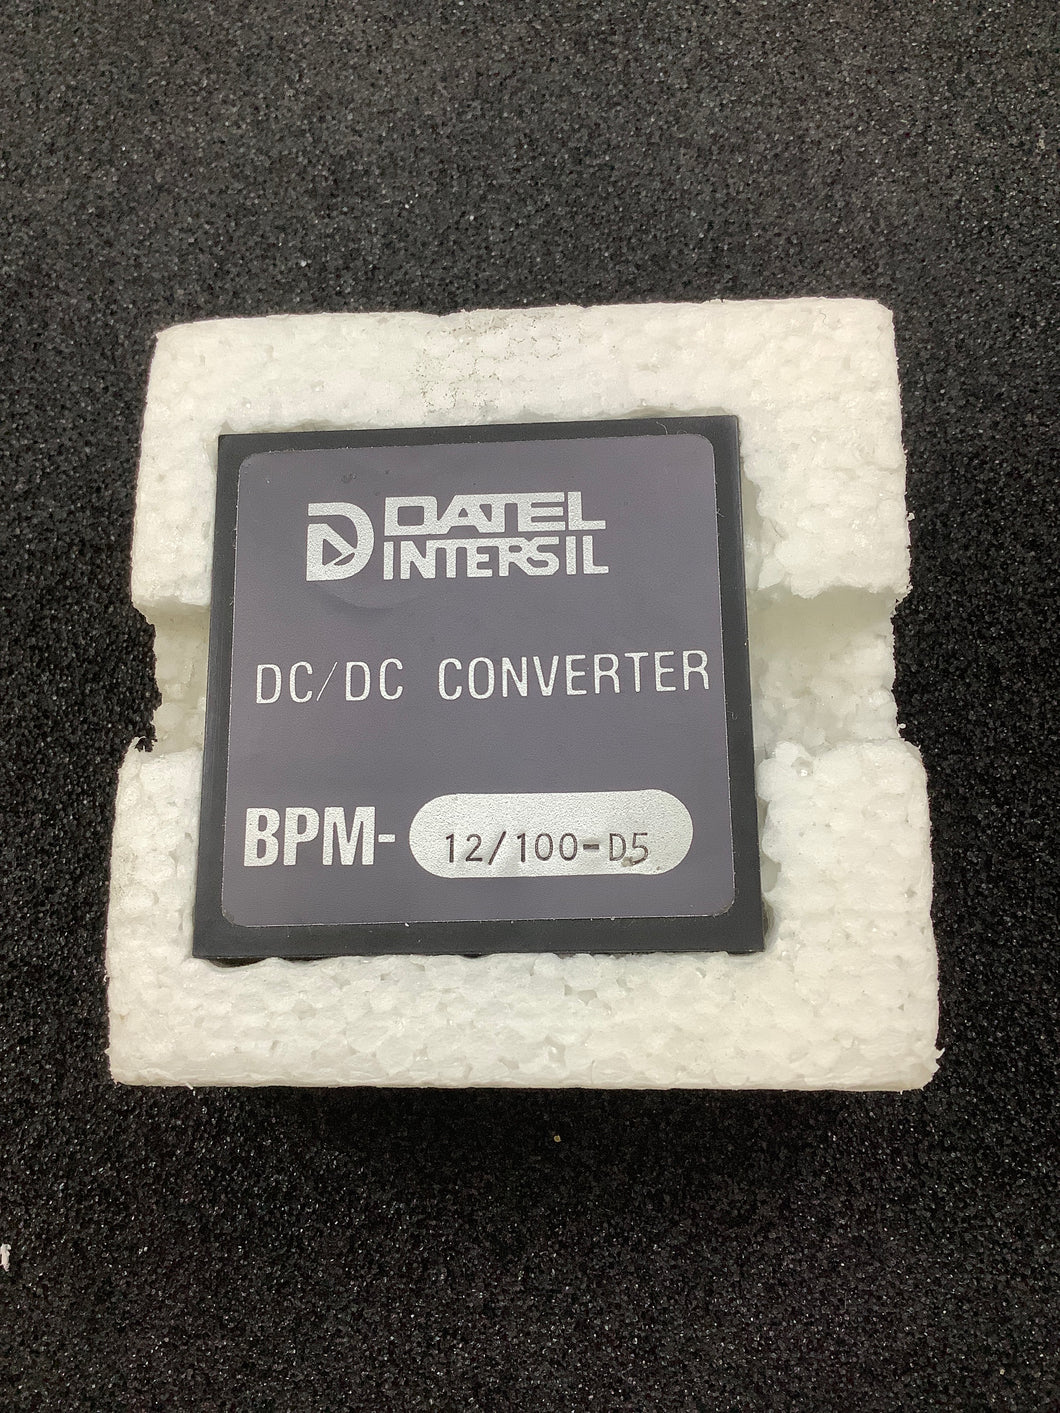 DATEL
INTERSIL
DC/DC CONVERTER
BPM- 12/100-D5